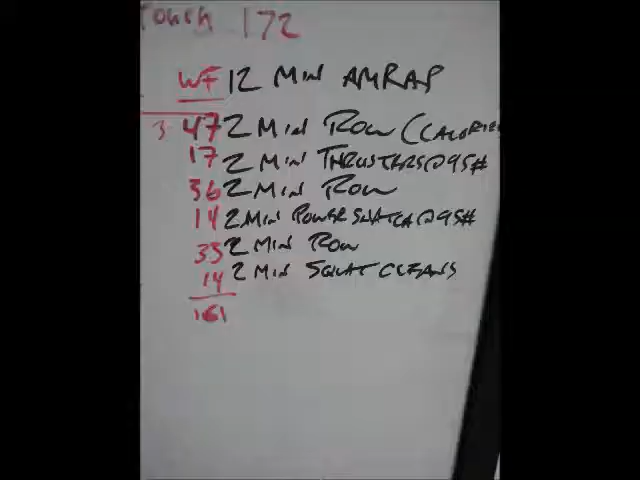 172
WF 12 MIN AMRAP
3 47 2 MIN ROW (CALORIES
17 2 MIN THRUSTERS @ 95#
36 2 MIN ROW
14 2 MIN POWER SNATCH @ 95#
33 2 MIN ROW
14 2 MIN SQUAT CLEANS
161